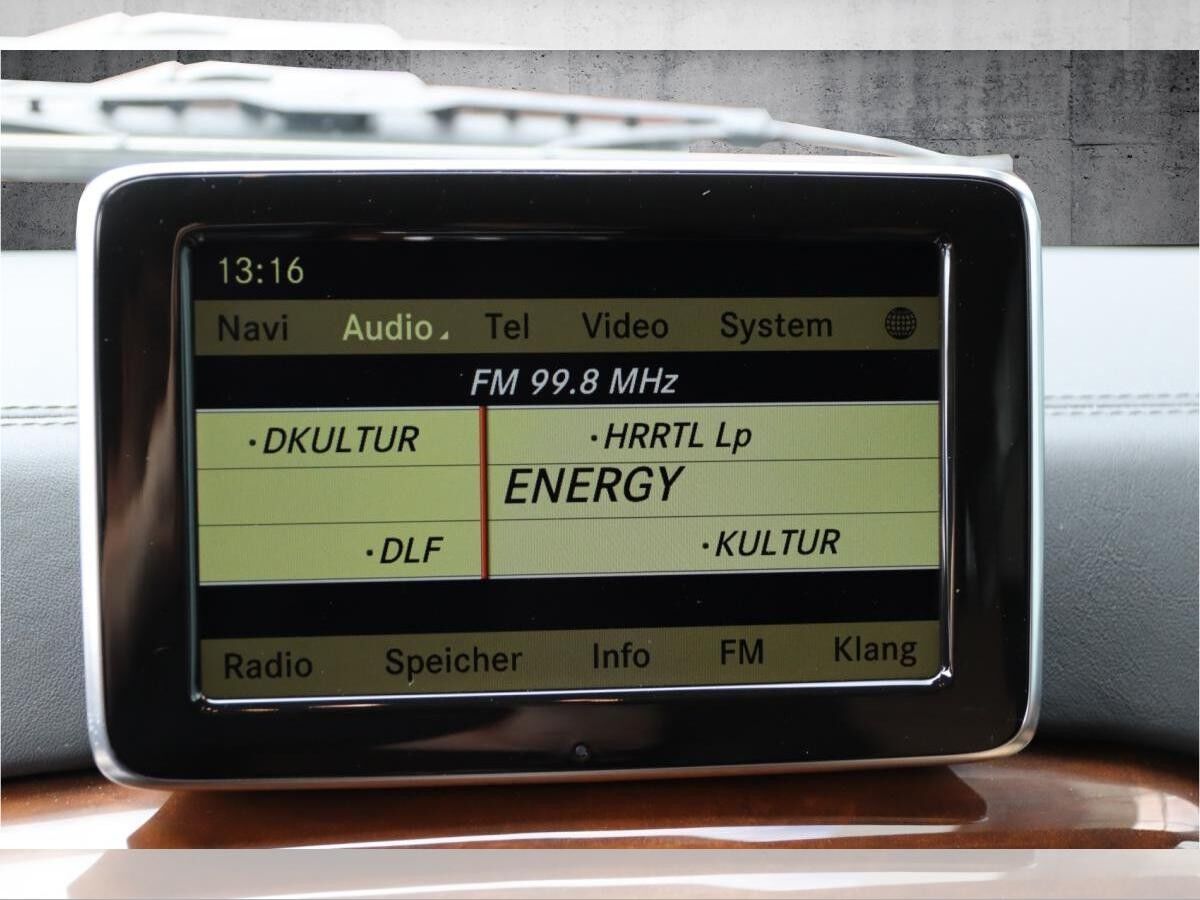 13:16
Navi Audio Tel Video System
FM 99.8 MHz
·DKULTUR ·HRRTL Lp
ENERGY
·DLF ·KULTUR
Radio Speicher Info FM Klang